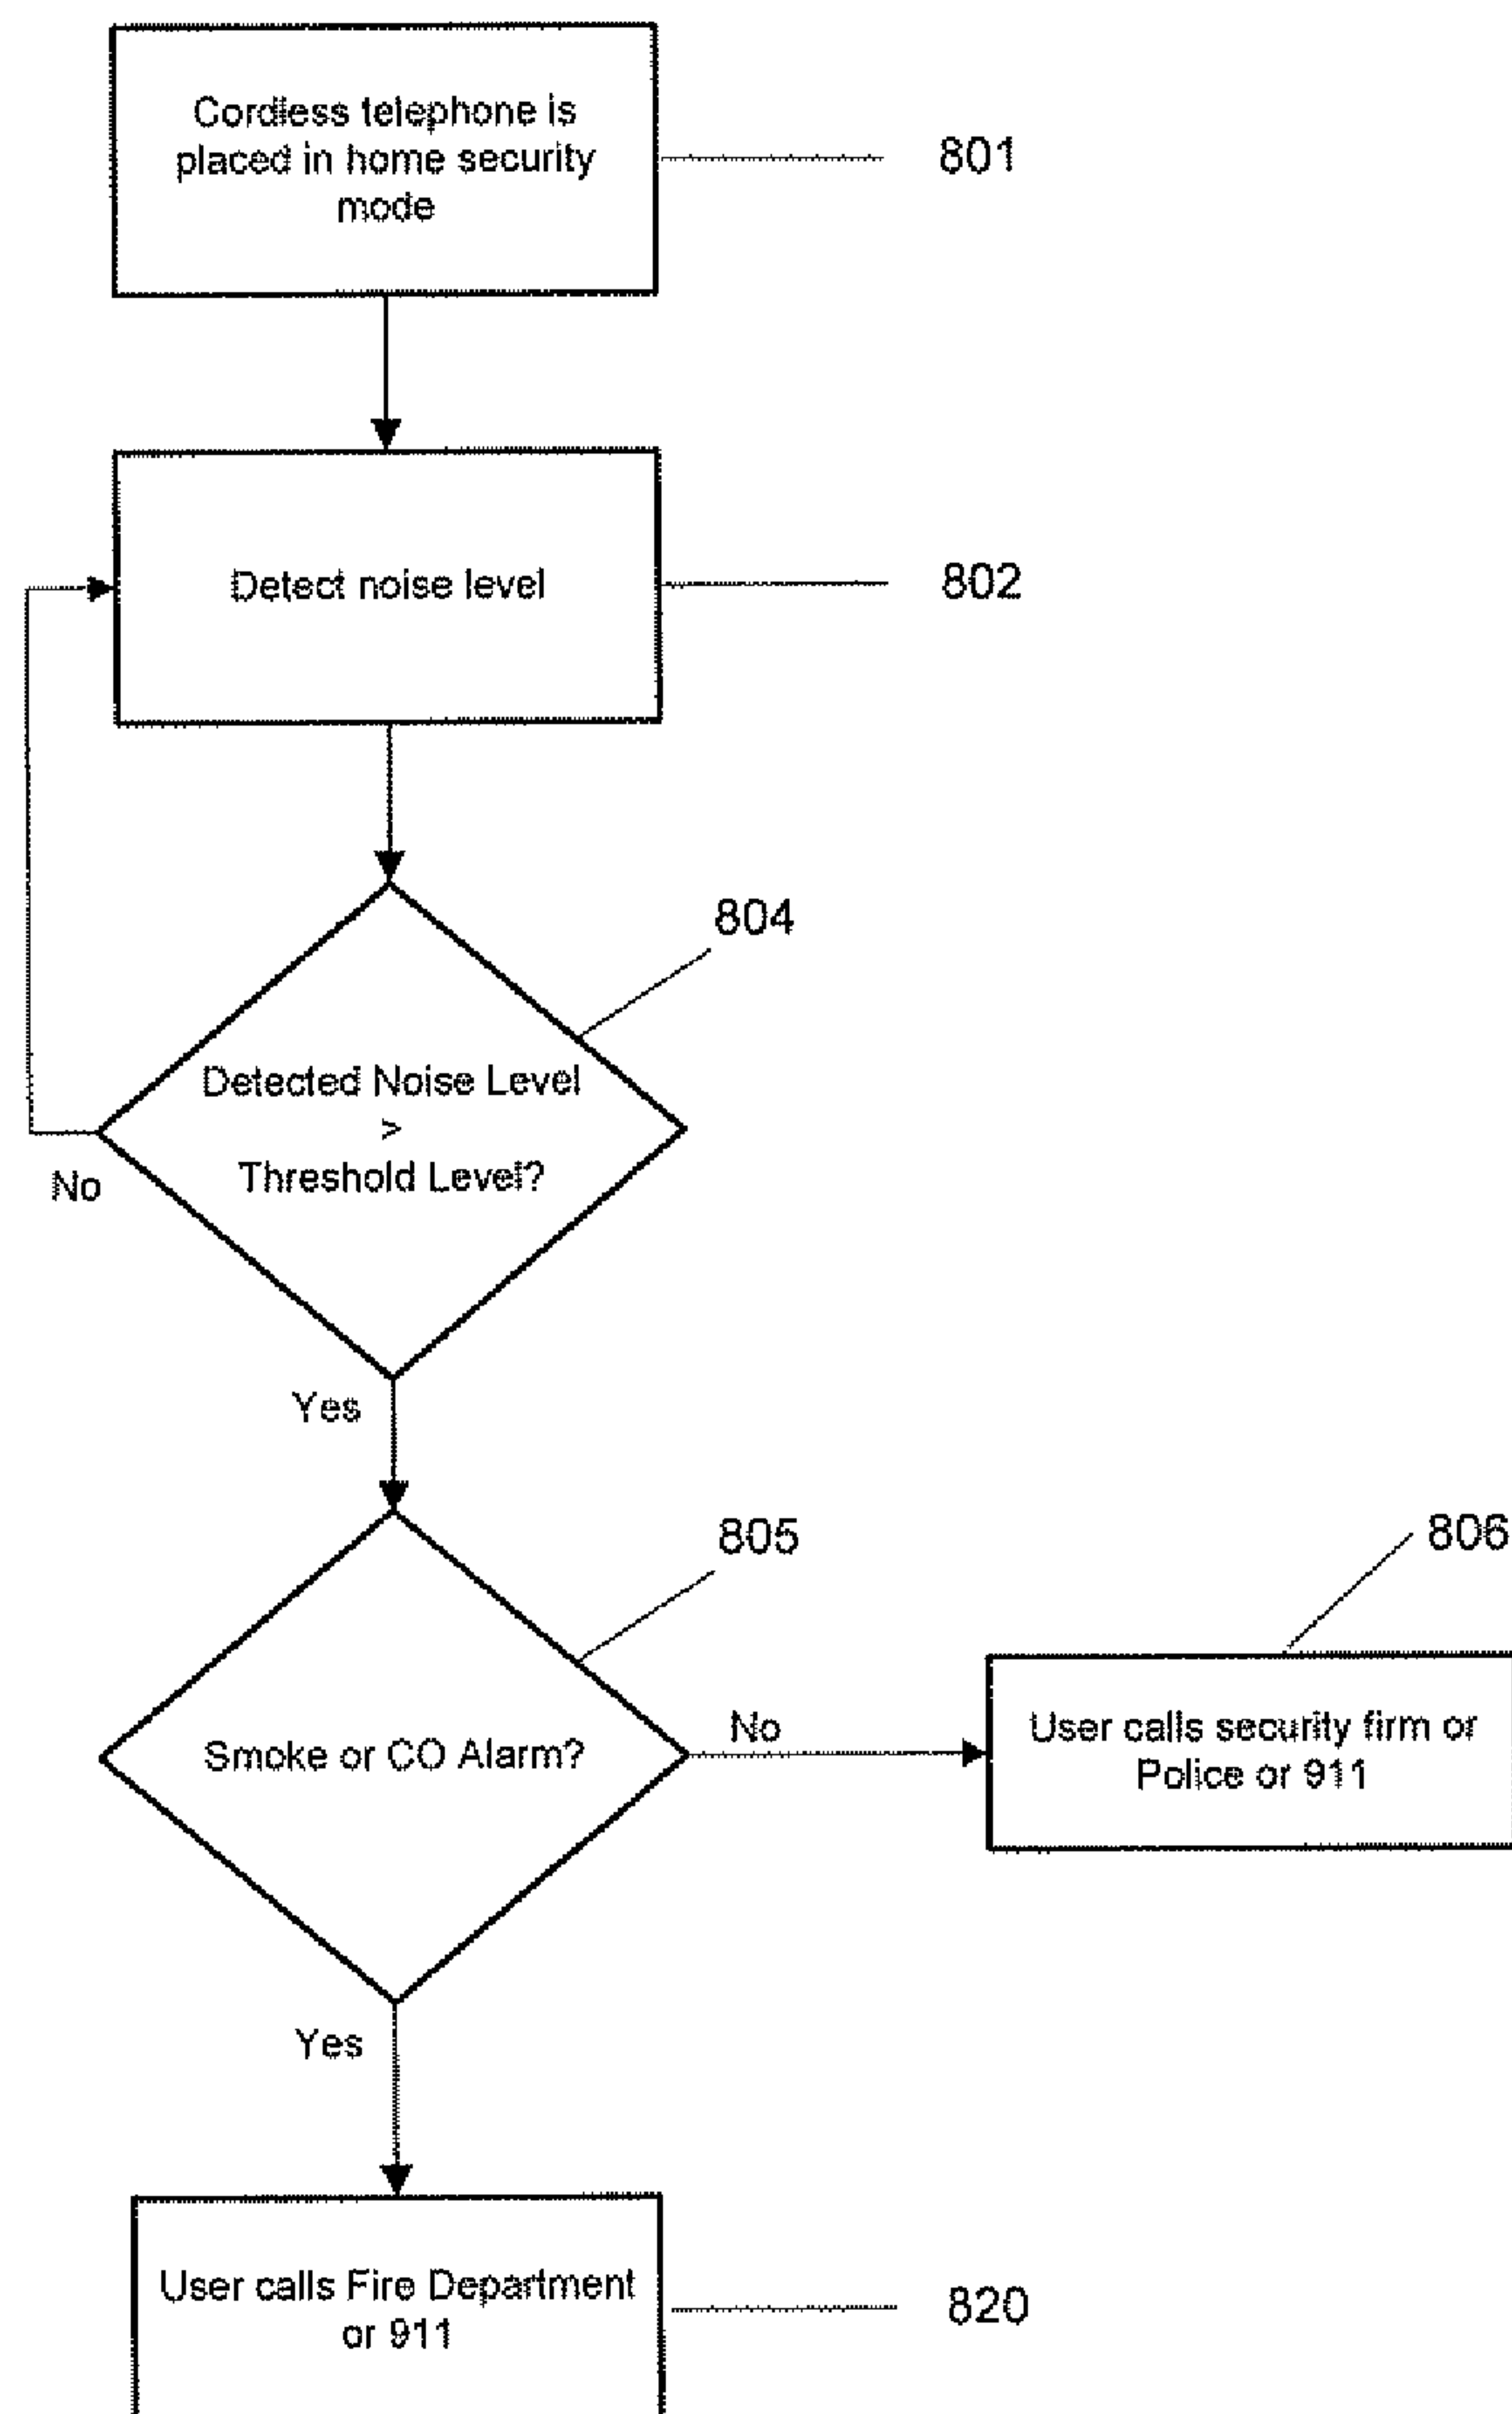 Cordless telephone is
placed in home security
mode
801
Detect noise level
802
804
Detected Noise Level
>
Threshold Level?
No
Yes
805
806
Smoke or CO Alarm?
No
User calls security firm or
Police or 911
Yes
User calls Fire Department
or 911
820